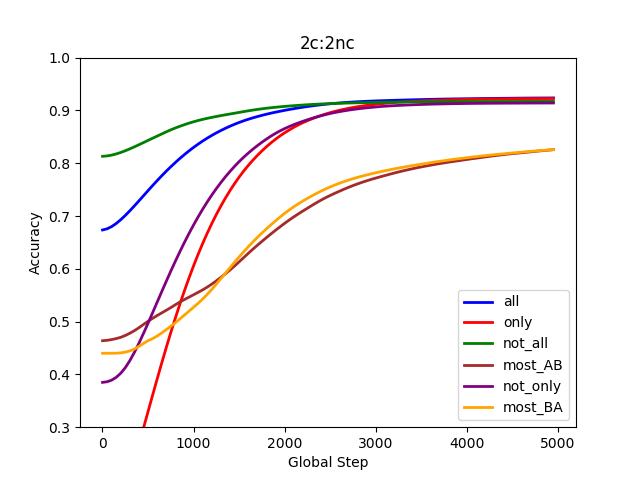 2c:2nc
1.0
0.9
0.8
0.7
0.6
0.5
0.4
0.3
Accuracy
0 1000 2000 3000 4000 5000
Global Step
all
only
not_all
most_AB
not_only
most_BA